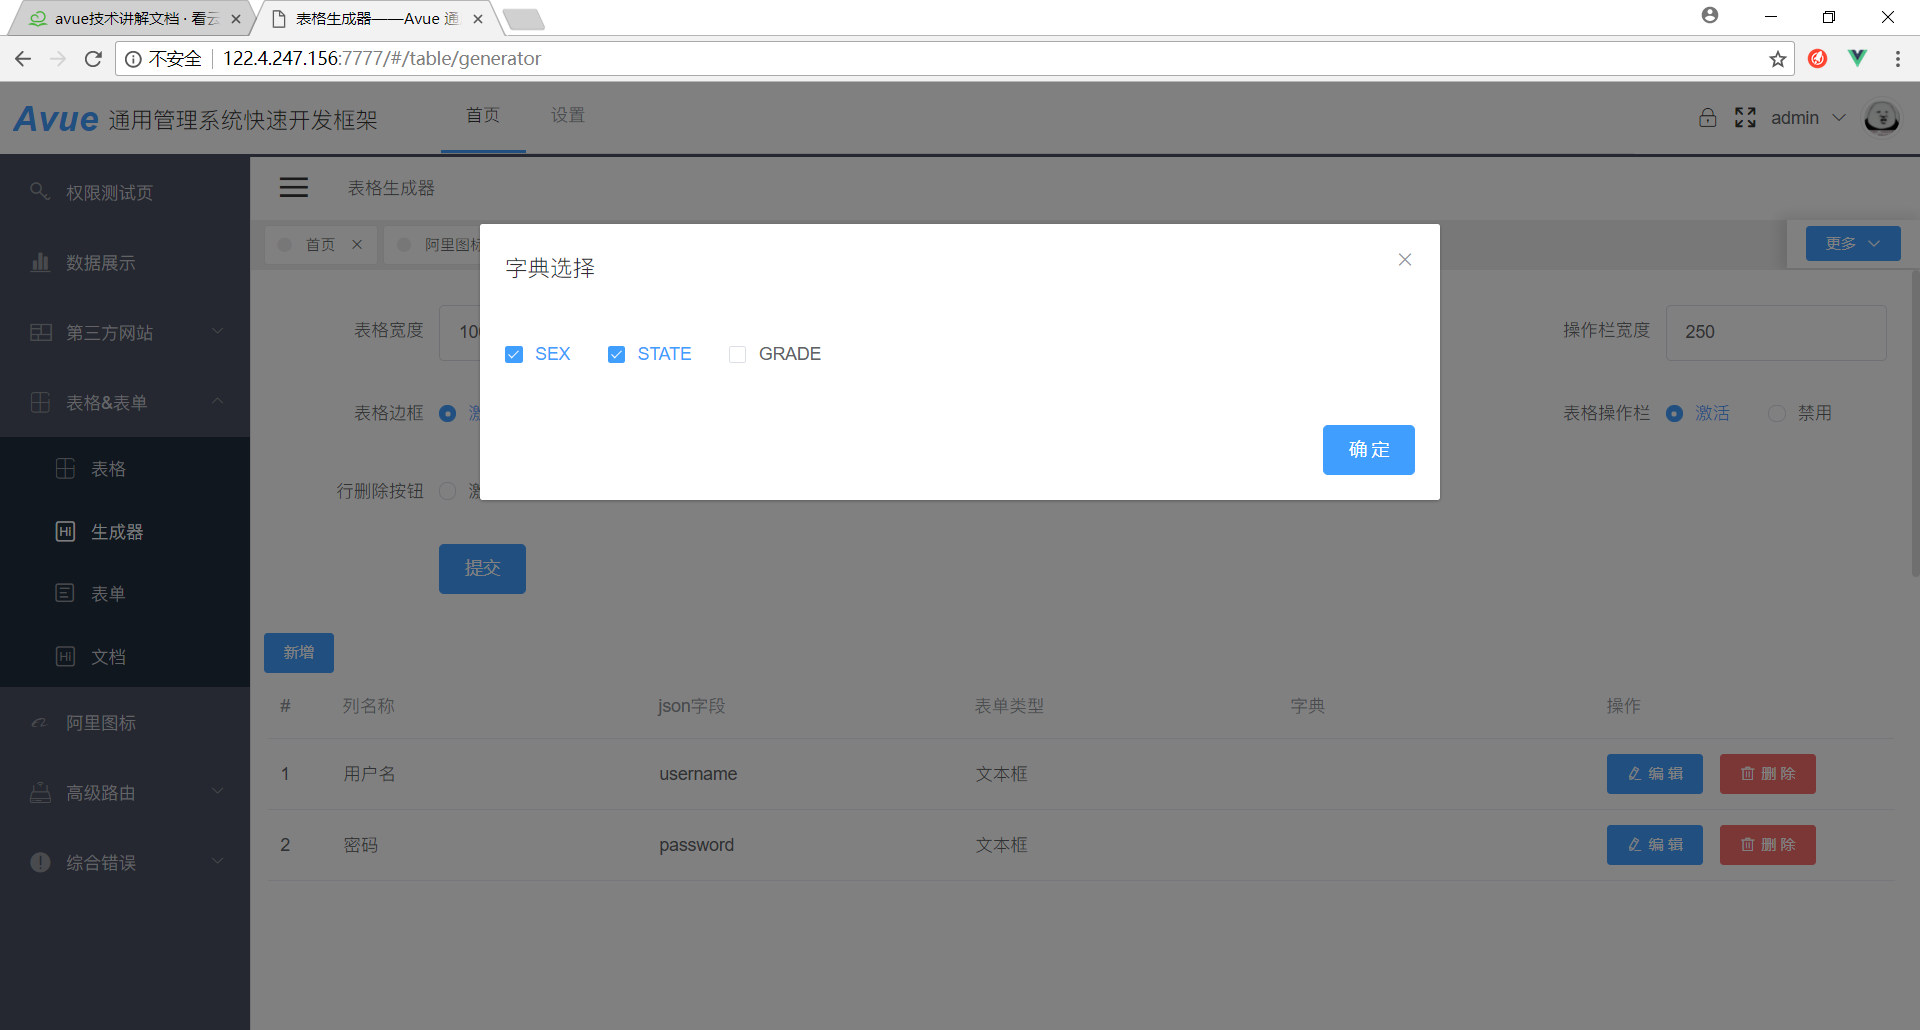 avue技术讲解文档 · 看云
表格生成器——Avue 通
不安全 122.4.247.156:7777/#/table/generator
Avue 通用管理系统快速开发框架
首页 设置
admin
权限测试页
数据展示
第三方网站
表格&表单
表格
生成器
表单
文档
阿里图标
高级路由
综合错误
表格生成器
首页
阿里图标
更多
字典选择
SEX STATE GRADE
确 定
表格宽度 100
操作栏宽度 250
表格边框 激
表格操作栏 激活 禁用
行删除按钮 激
提交
新增
# 列名称 json字段 表单类型 字典 操作
1 用户名 username 文本框 编 辑 删 除
2 密码 password 文本框 编 辑 删 除